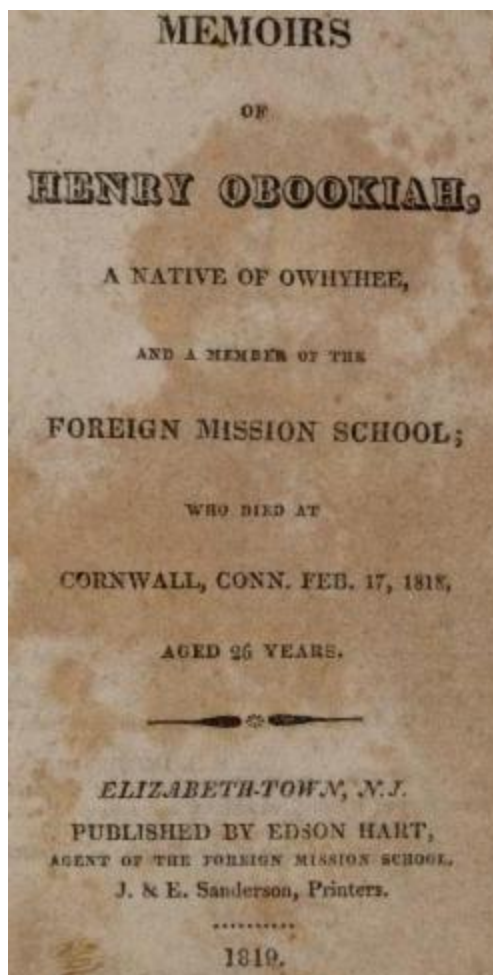 MEMOIRS
OF
HENRY OBOOKIAH,
A NATIVE OF OWHYHEE,
AND A MEMBER OF THE
FOREIGN MISSION SCHOOL;
WHO DIED AT
CORNWALL, CONN. FEB. 17, 1818,
AGED 26 YEARS.
ELIZABETH-TOWN, N.J.
PUBLISHED BY EDSON HART,
AGENT OF THE FOREIGN MISSION SCHOOL.
J. & E. Sanderson, Printers.
1819.